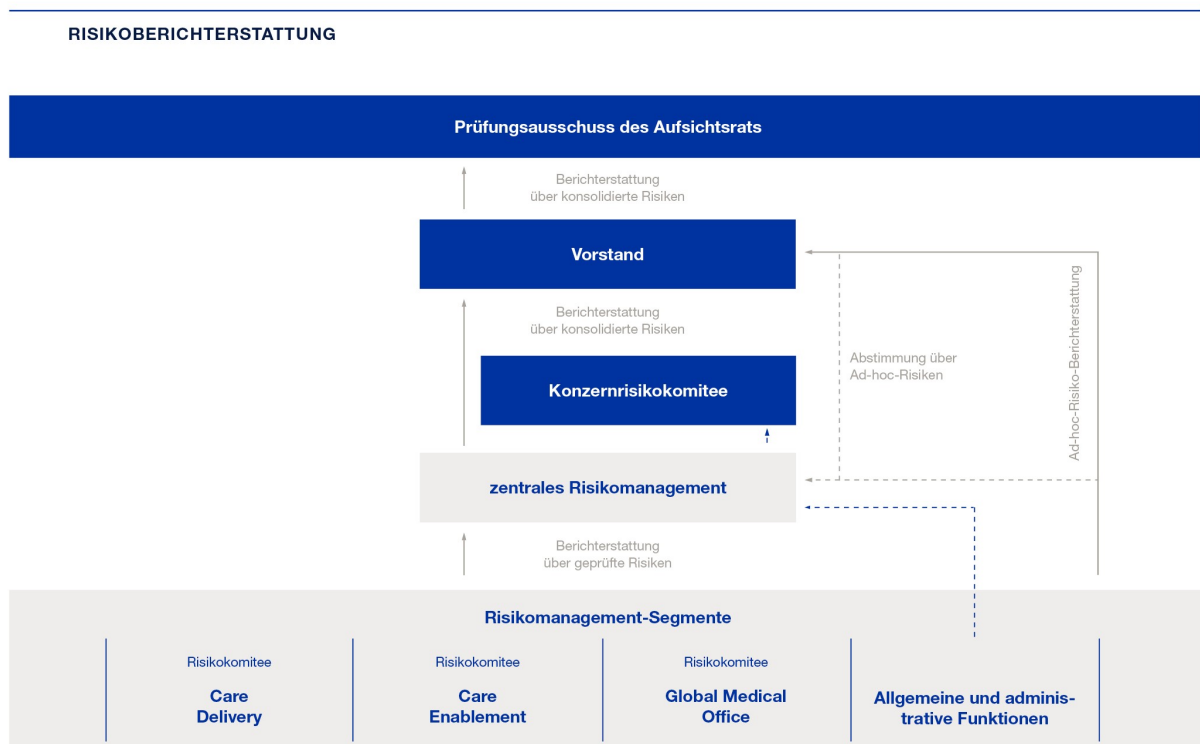 RISIKOBERICHTERSTATTUNG
Prüfungsausschuss des Aufsichtsrats
Berichterstattung
über konsolidierte Risiken
Vorstand
Berichterstattung
über konsolidierte Risiken
Abstimmung über
Ad-hoc-Risiken
Ad-hoc-Risiko-Berichterstattung
Konzernrisikokomitee
zentrales Risikomanagement
Berichterstattung
über geprüfte Risiken
Risikomanagement-Segmente
Risikokomitee
Care
Delivery
Risikokomitee
Care
Enablement
Risikokomitee
Global Medical
Office
Allgemeine und adminis-
trative Funktionen